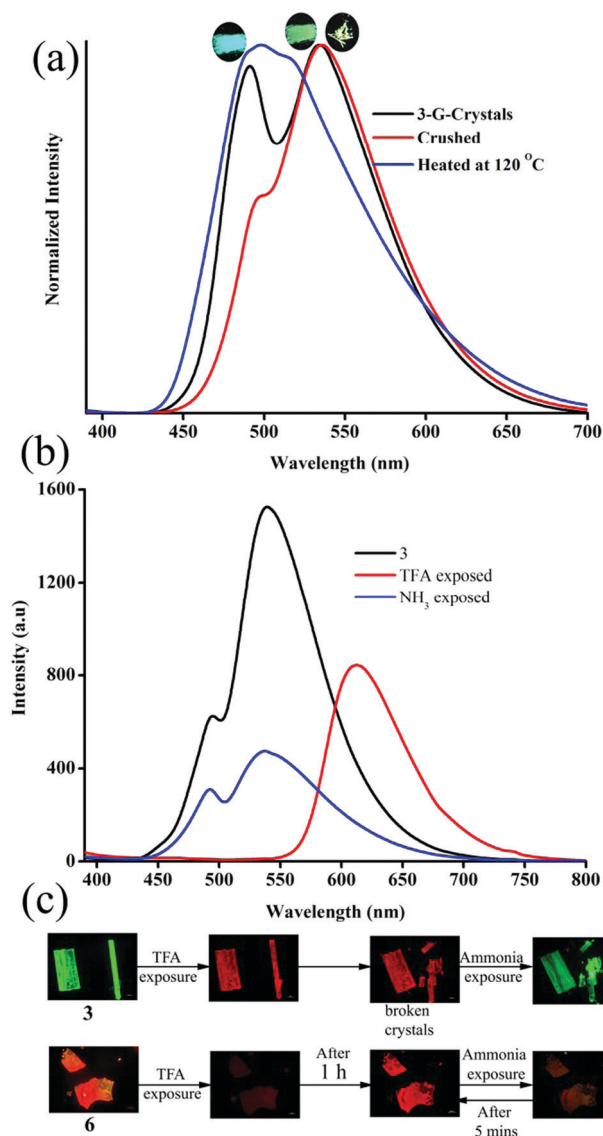 (a)
3-G-Crystals
Crushed
Heated at 120 °C
Normalized Intensity
400 450 500 550 600 650 700
Wavelength (nm)
(b)
1600
1200
800
400
0
3
TFA exposed
NH₃ exposed
Intensity (a.u)
400 450 500 550 600 650 700 750 800
Wavelength (nm)
(c)
TFA
exposure
Ammonia
exposure
3
broken
crystals
TFA
exposure
After
1 h
Ammonia
exposure
6
After
5 mins